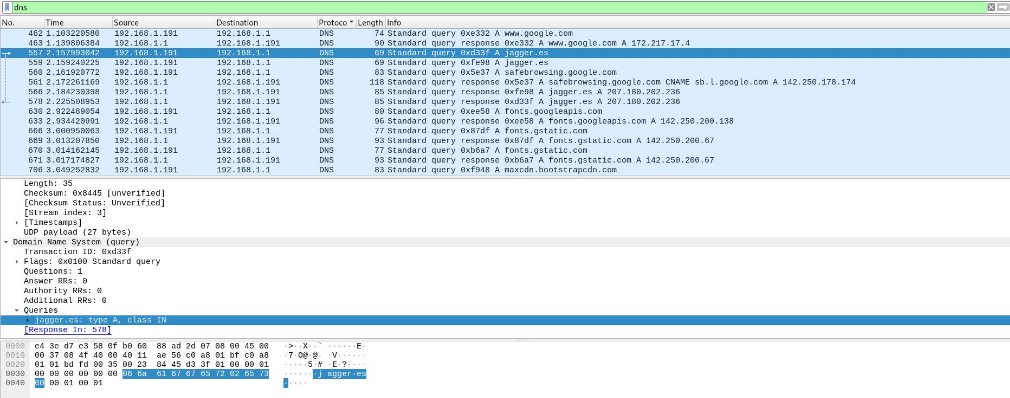 dns
No. Time Source Destination Protoco Length Info
462 1.103220580 192.168.1.191 192.168.1.1 DNS 74 Standard query 0xe332 A www.google.com
463 1.139806384 192.168.1.1 192.168.1.191 DNS 90 Standard query response 0xe332 A www.google.com A 172.217.17.4
557 2.157993042 192.168.1.191 192.168.1.1 DNS 69 Standard query 0xd33f A jagger.es
559 2.159240225 192.168.1.191 192.168.1.1 DNS 69 Standard query 0xfe98 A jagger.es
560 2.161920772 192.168.1.191 192.168.1.1 DNS 83 Standard query 0x5e37 A safebrowsing.google.com
561 2.172261169 192.168.1.1 192.168.1.191 DNS 118 Standard query response 0x5e37 A safebrowsing.google.com CNAME sb.l.google.com A 142.250.178.174
566 2.184230398 192.168.1.1 192.168.1.191 DNS 85 Standard query response 0xfe98 A jagger.es A 207.180.202.236
578 2.225508953 192.168.1.1 192.168.1.191 DNS 85 Standard query response 0xd33f A jagger.es A 207.180.202.236
630 2.922489054 192.168.1.191 192.168.1.1 DNS 80 Standard query 0xee58 A fonts.googleapis.com
633 2.934420991 192.168.1.1 192.168.1.191 DNS 96 Standard query response 0xee58 A fonts.googleapis.com A 142.250.200.138
666 3.000950063 192.168.1.191 192.168.1.1 DNS 77 Standard query 0x87df A fonts.gstatic.com
669 3.013207850 192.168.1.1 192.168.1.191 DNS 93 Standard query response 0x87df A fonts.gstatic.com A 142.250.200.67
670 3.014162145 192.168.1.191 192.168.1.1 DNS 77 Standard query 0xb6a7 A fonts.gstatic.com
671 3.017174827 192.168.1.1 192.168.1.191 DNS 93 Standard query response 0xb6a7 A fonts.gstatic.com A 142.250.200.67
706 3.049252832 192.168.1.191 192.168.1.1 DNS 83 Standard query 0xf948 A maxcdn.bootstrapcdn.com
Length: 35
Checksum: 0x8445 [unverified]
[Checksum Status: Unverified]
[Stream index: 3]
[Timestamps]
UDP payload (27 bytes)
Domain Name System (query)
Transaction ID: 0xd33f
Flags: 0x0100 Standard query
Questions: 1
Answer RRs: 0
Authority RRs: 0
Additional RRs: 0
Queries
jagger.es: type A, class IN
[Response In: 578]
0000 e4 3e d7 e3 58 0f b0 60 88 ad 2d 07 08 00 45 00 ·>··X··` ··-···E·
0010 00 37 08 4f 40 00 40 11 ae 56 c0 a8 01 bf c0 a8 ·7·O@·@· ·V······
0020 01 01 bd fd 00 35 00 23 84 45 d3 3f 01 00 00 01 ·····5·# ·E·?····
0030 00 00 00 00 00 00 06 6a 61 67 67 65 72 02 65 73 ·······j agger·es
0040 00 00 01 00 01 ·····